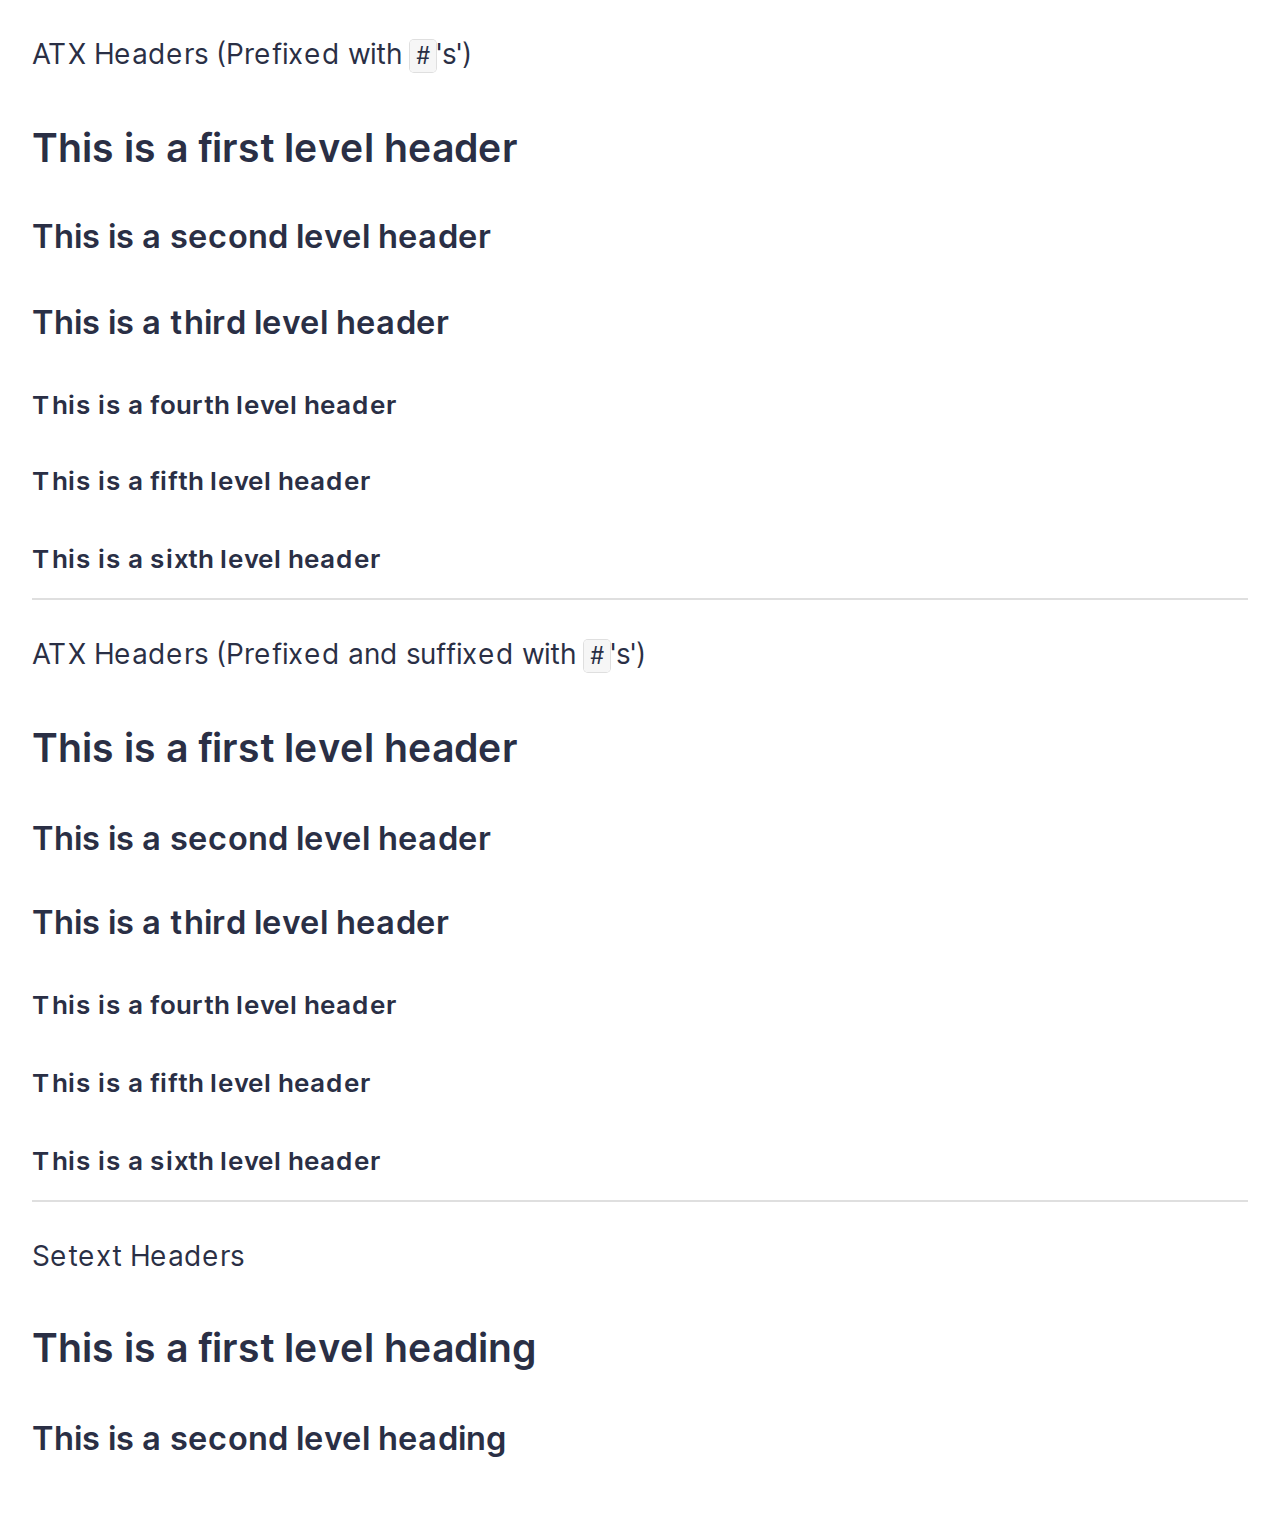 ATX Headers (Prefixed with #'s')
This is a first level header
This is a second level header
This is a third level header
This is a fourth level header
This is a fifth level header
This is a sixth level header
ATX Headers (Prefixed and suffixed with #'s')
This is a first level header
This is a second level header
This is a third level header
This is a fourth level header
This is a fifth level header
This is a sixth level header
Setext Headers
This is a first level heading
This is a second level heading